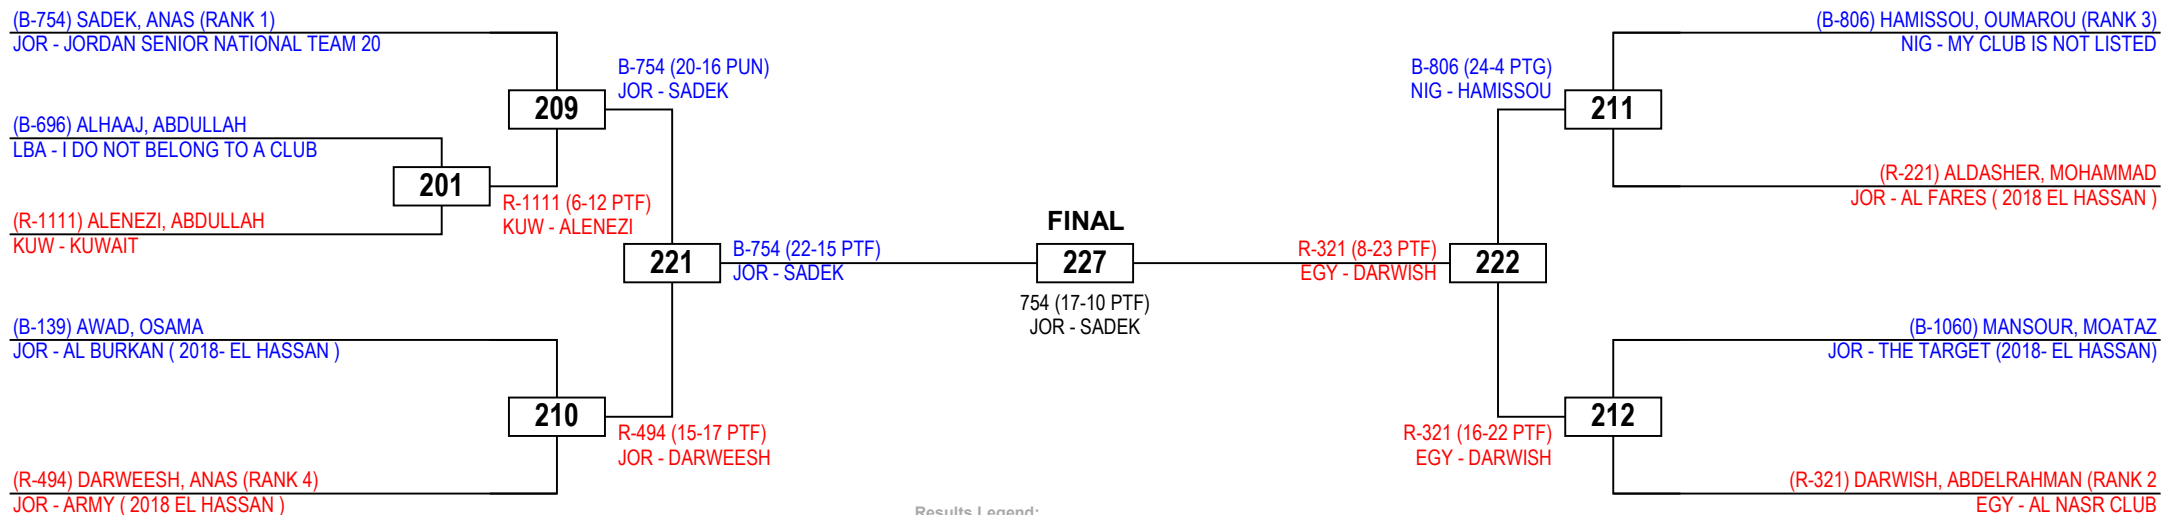 (B-754) SADEK, ANAS (RANK 1)
JOR - JORDAN SENIOR NATIONAL TEAM 20
B-754 (20-16 PUN)
JOR - SADEK
209
(B-696) ALHAAJ, ABDULLAH
LBA - I DO NOT BELONG TO A CLUB
201
R-1111 (6-12 PTF)
KUW - ALENEZI
(R-1111) ALENEZI, ABDULLAH
KUW - KUWAIT
221
B-754 (22-15 PTF)
JOR - SADEK
(B-139) AWAD, OSAMA
JOR - AL BURKAN ( 2018- EL HASSAN )
210
R-494 (15-17 PTF)
JOR - DARWEESH
(R-494) DARWEESH, ANAS (RANK 4)
JOR - ARMY ( 2018 EL HASSAN )
FINAL
227
754 (17-10 PTF)
JOR - SADEK
Results Legend:
(B-806) HAMISSOU, OUMAROU (RANK 3)
NIG - MY CLUB IS NOT LISTED
B-806 (24-4 PTG)
NIG - HAMISSOU
211
(R-221) ALDASHER, MOHAMMAD
JOR - AL FARES ( 2018 EL HASSAN )
R-321 (8-23 PTF)
EGY - DARWISH
222
(B-1060) MANSOUR, MOATAZ
JOR - THE TARGET (2018- EL HASSAN)
212
R-321 (16-22 PTF)
EGY - DARWISH
(R-321) DARWISH, ABDELRAHMAN (RANK 2
EGY - AL NASR CLUB